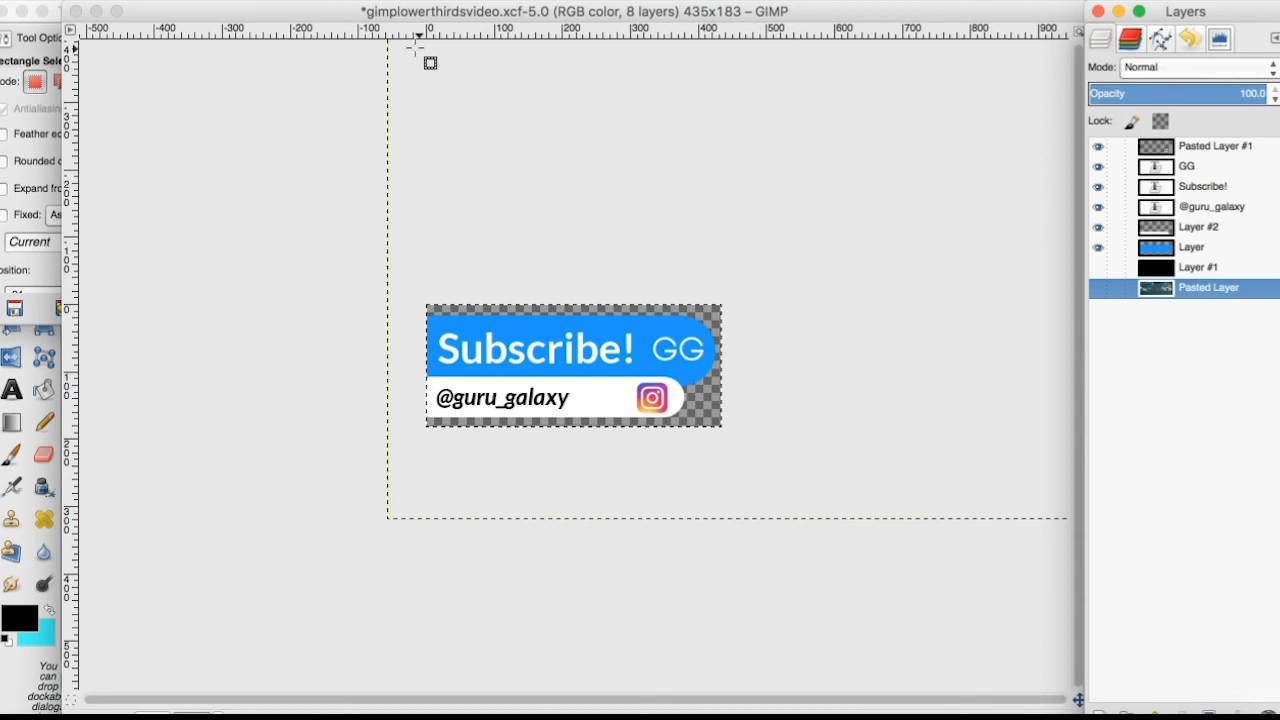 *gimplowerthirdsvideo.xcf-5.0 (RGB color, 8 layers) 435x183 – GIMP
Layers
Tool Optio
ectangle Sele
ode:
Antialiasin
Feather ed
Rounded c
Expand fro
Fixed: As
Current
osition:
-500 -400 -300 -200 -100 0 100 200 300 400 500 600 700 800 900
Mode: Normal
Opacity 100.0
Lock:
Pasted Layer #1
GG
Subscribe!
@guru_galaxy
Layer #2
Layer
Layer #1
Pasted Layer
Subscribe! GG
@guru_galaxy
You
can
drop
dockab
dialog